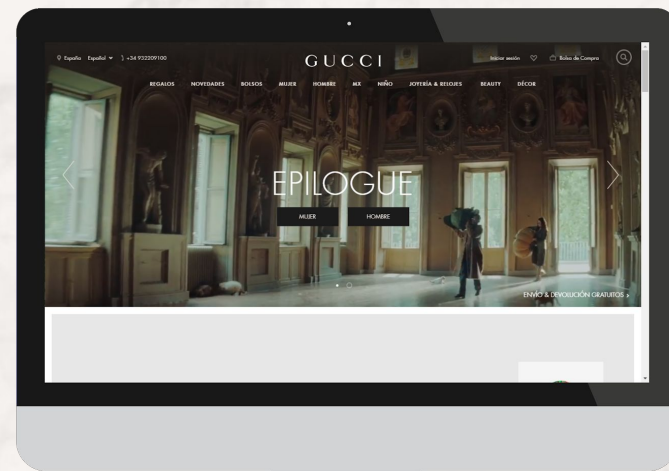 España Español +34 932209100
GUCCI
Iniciar sesión Bolsa de Compra
REGALOS NOVEDADES BOLSOS MUJER HOMBRE MX NIÑO JOYERÍA & RELOJES BEAUTY DÉCOR
EPILOGUE
MUJER HOMBRE
ENVÍO & DEVOLUCIÓN GRATUITOS >